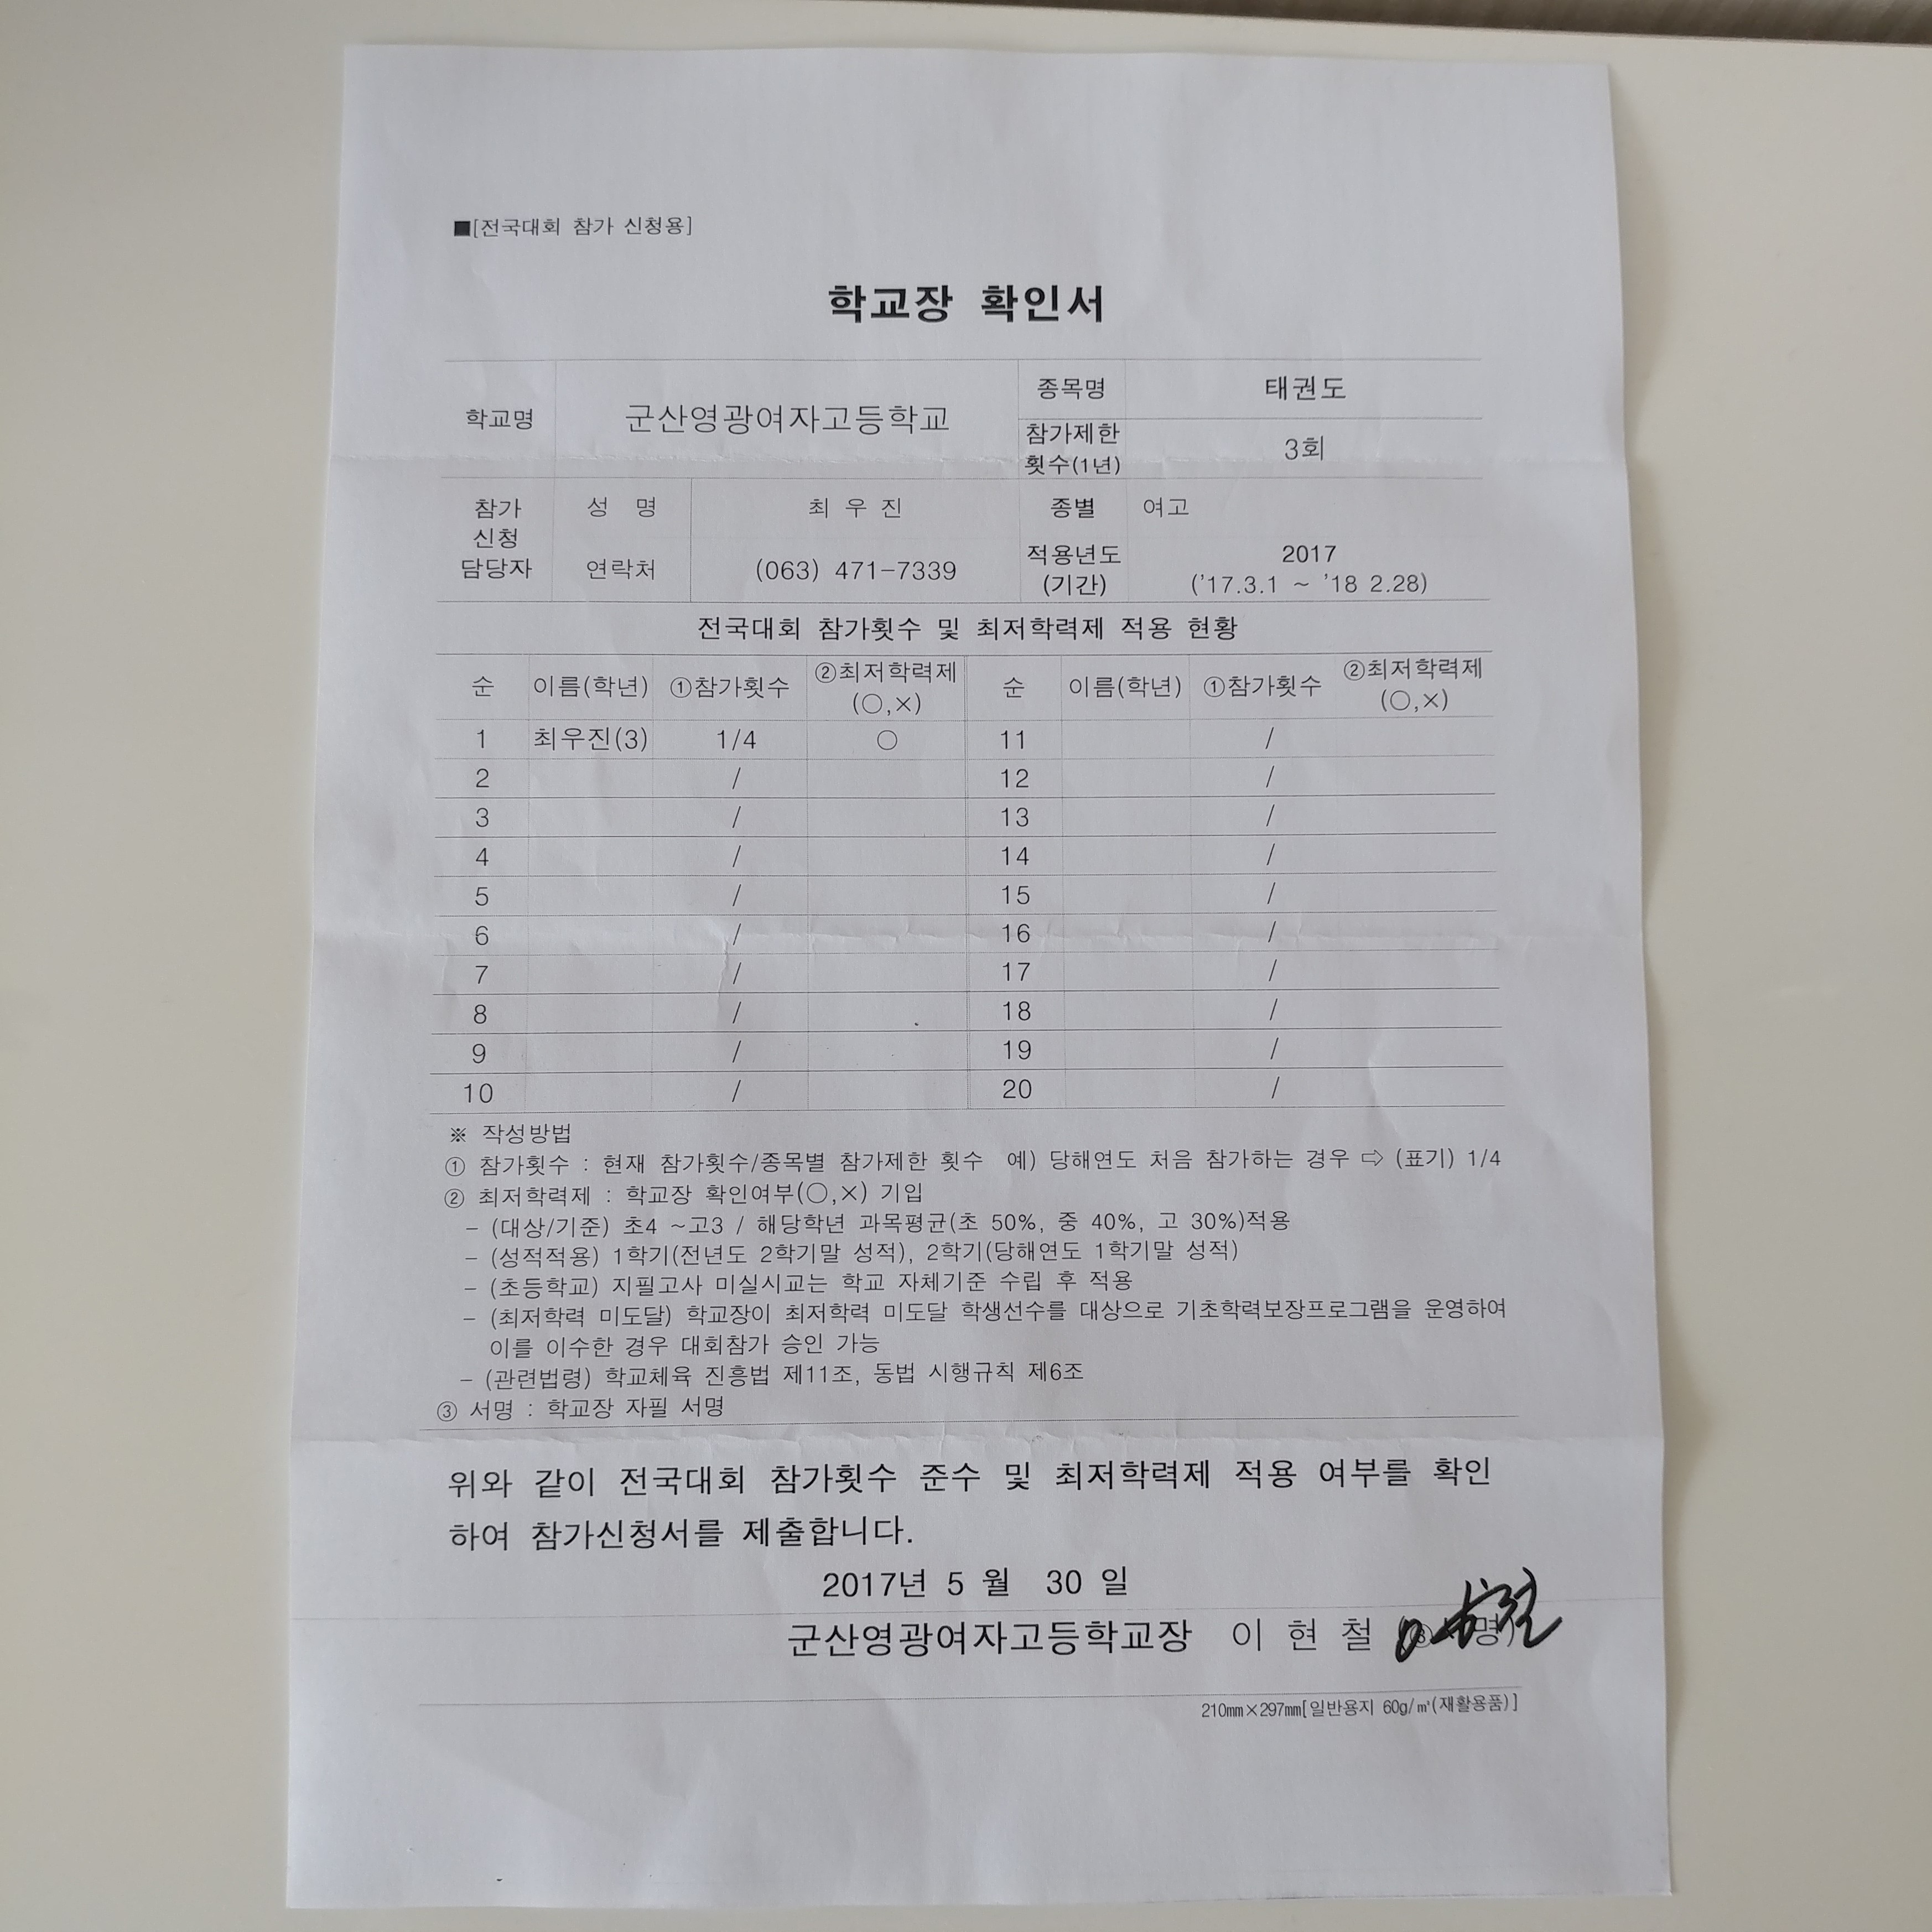 ■[전국대회 참가 신청용]
학교장 확인서
학교명 군산영광여자고등학교 종목명 태권도
참가제한 횟수(1년) 3회
참가 신청 담당자 성 명 최 우 진 종별 여고
연락처 (063) 471-7339 적용년도 (기간) 2017 ('17.3.1 ~ '18 2.28)
전국대회 참가횟수 및 최저학력제 적용 현황
순 이름(학년) ①참가횟수 ②최저학력제 (○,×) 순 이름(학년) ①참가횟수 ②최저학력제 (○,×)
1 최우진(3) 1/4 ○ 11 /
2 / 12 /
3 / 13 /
4 / 14 /
5 / 15 /
6 / 16 /
7 / 17 /
8 / 18 /
9 / 19 /
10 / 20 /
※ 작성방법
① 참가횟수 : 현재 참가횟수/종목별 참가제한 횟수 예) 당해연도 처음 참가하는 경우 ⇨ (표기) 1/4
② 최저학력제 : 학교장 확인여부(○,×) 기입
- (대상/기준) 초4 ~고3 / 해당학년 과목평균(초 50%, 중 40%, 고 30%)적용
- (성적적용) 1학기(전년도 2학기말 성적), 2학기(당해연도 1학기말 성적)
- (초등학교) 지필고사 미실시교는 학교 자체기준 수립 후 적용
- (최저학력 미도달) 학교장이 최저학력 미도달 학생선수를 대상으로 기초학력보장프로그램을 운영하여
이를 이수한 경우 대회참가 승인 가능
- (관련법령) 학교체육 진흥법 제11조, 동법 시행규칙 제6조
③ 서명 : 학교장 자필 서명
위와 같이 전국대회 참가횟수 준수 및 최저학력제 적용 여부를 확인
하여 참가신청서를 제출합니다.
2017년 5 월 30 일
군산영광여자고등학교장 이 현 철
210mm×297mm[일반용지 60g/㎡(재활용품)]